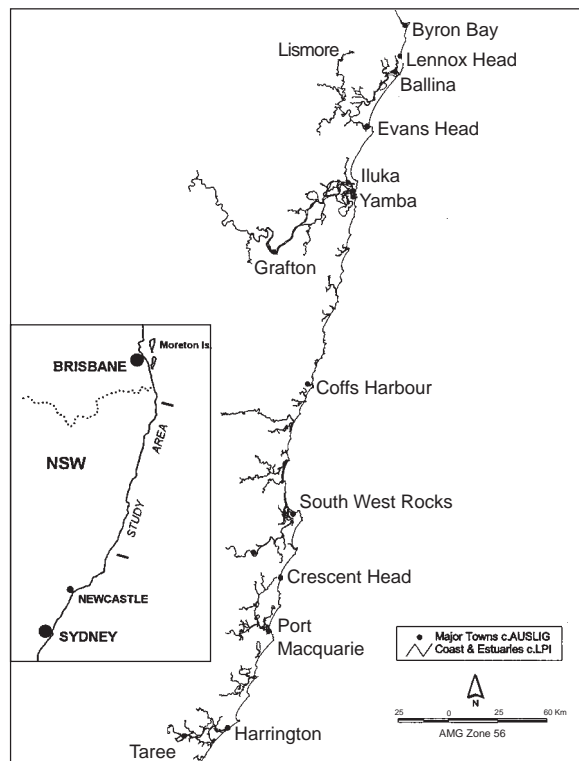 Byron Bay
Lismore
Lennox Head
Ballina
Evans Head
Iluka
Yamba
Grafton
Coffs Harbour
South West Rocks
Crescent Head
Port
Macquarie
Harrington
Taree
Moreton Is.
BRISBANE
NSW
STUDY AREA
NEWCASTLE
SYDNEY
Major Towns c.AUSLIG
Coast & Estuaries c.LPI
N
25 0 25 60 Km
AMG Zone 56